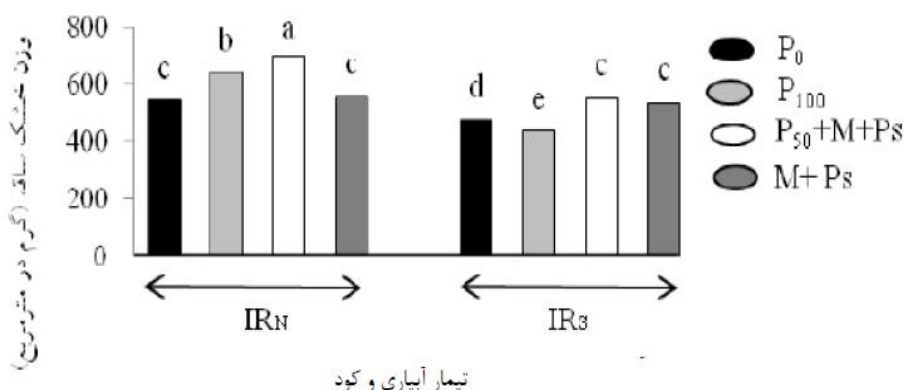 وزن خشک ساقه (گرم در مترمربع)
800
600
400
200
0
c b a c
d e c c
P0
P100
P50+M+Ps
M+ Ps
IRN IR3
تیمار آبیاری و کود